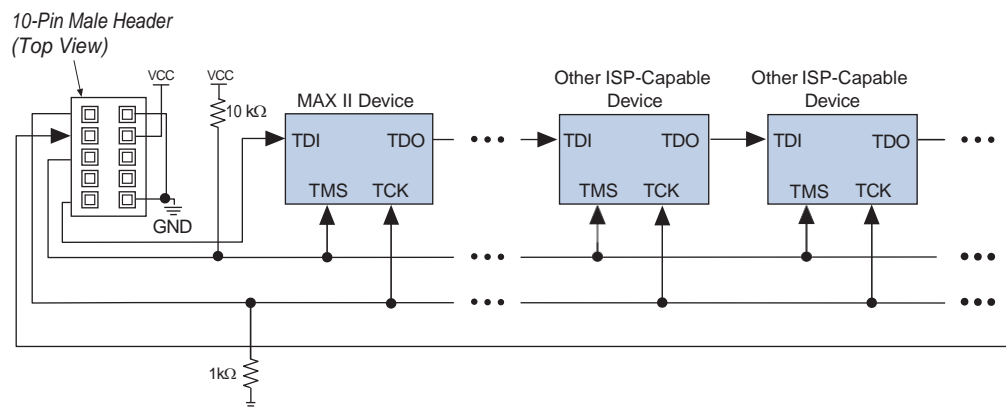 10-Pin Male Header
(Top View)
VCC
VCC
10 kΩ
GND
MAX II Device
TDI
TDO
TMS
TCK
Other ISP-Capable
Device
TDI
TDO
TMS
TCK
Other ISP-Capable
Device
TDI
TDO
TMS
TCK
1kΩ